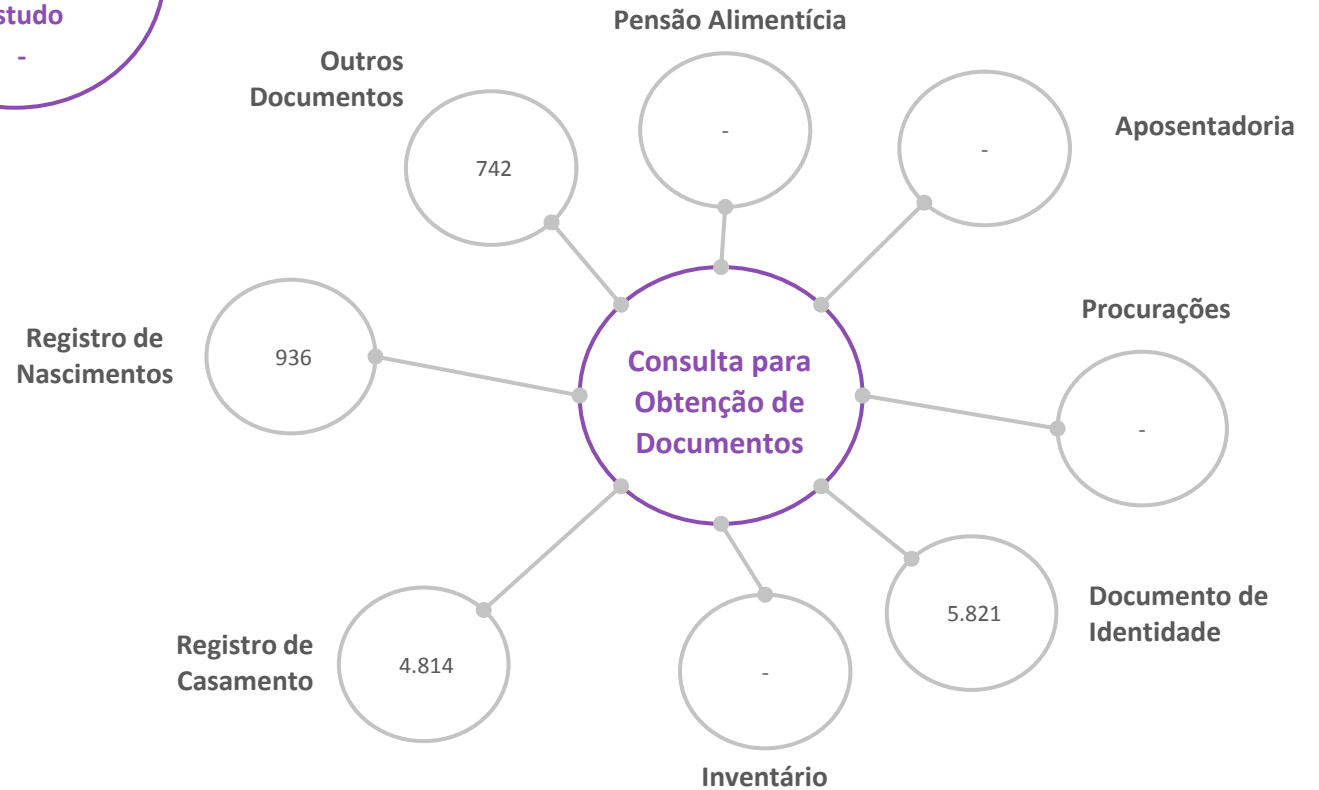 studo
-
Pensão Alimentícia
-
Outros
Documentos
742
Aposentadoria
-
Registro de
Nascimentos
936
Consulta para
Obtenção de
Documentos
Procurações
-
Registro de
Casamento
4.814
Documento de
Identidade
5.821
-
Inventário